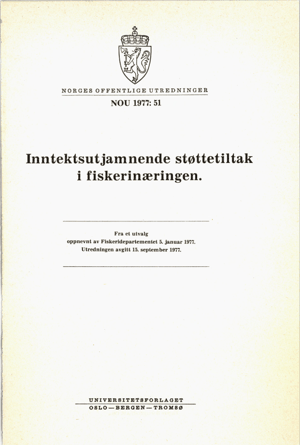 NORGES OFFENTLIGE UTREDNINGER
NOU 1977: 51
Inntektsutjamnende støttetiltak
i fiskerinæringen.
Fra et utvalg
oppnevnt av Fiskeridepartementet 5. januar 1977.
Utredningen avgitt 15. september 1977.
UNIVERSITETSFORLAGET
OSLO — BERGEN — TROMSØ